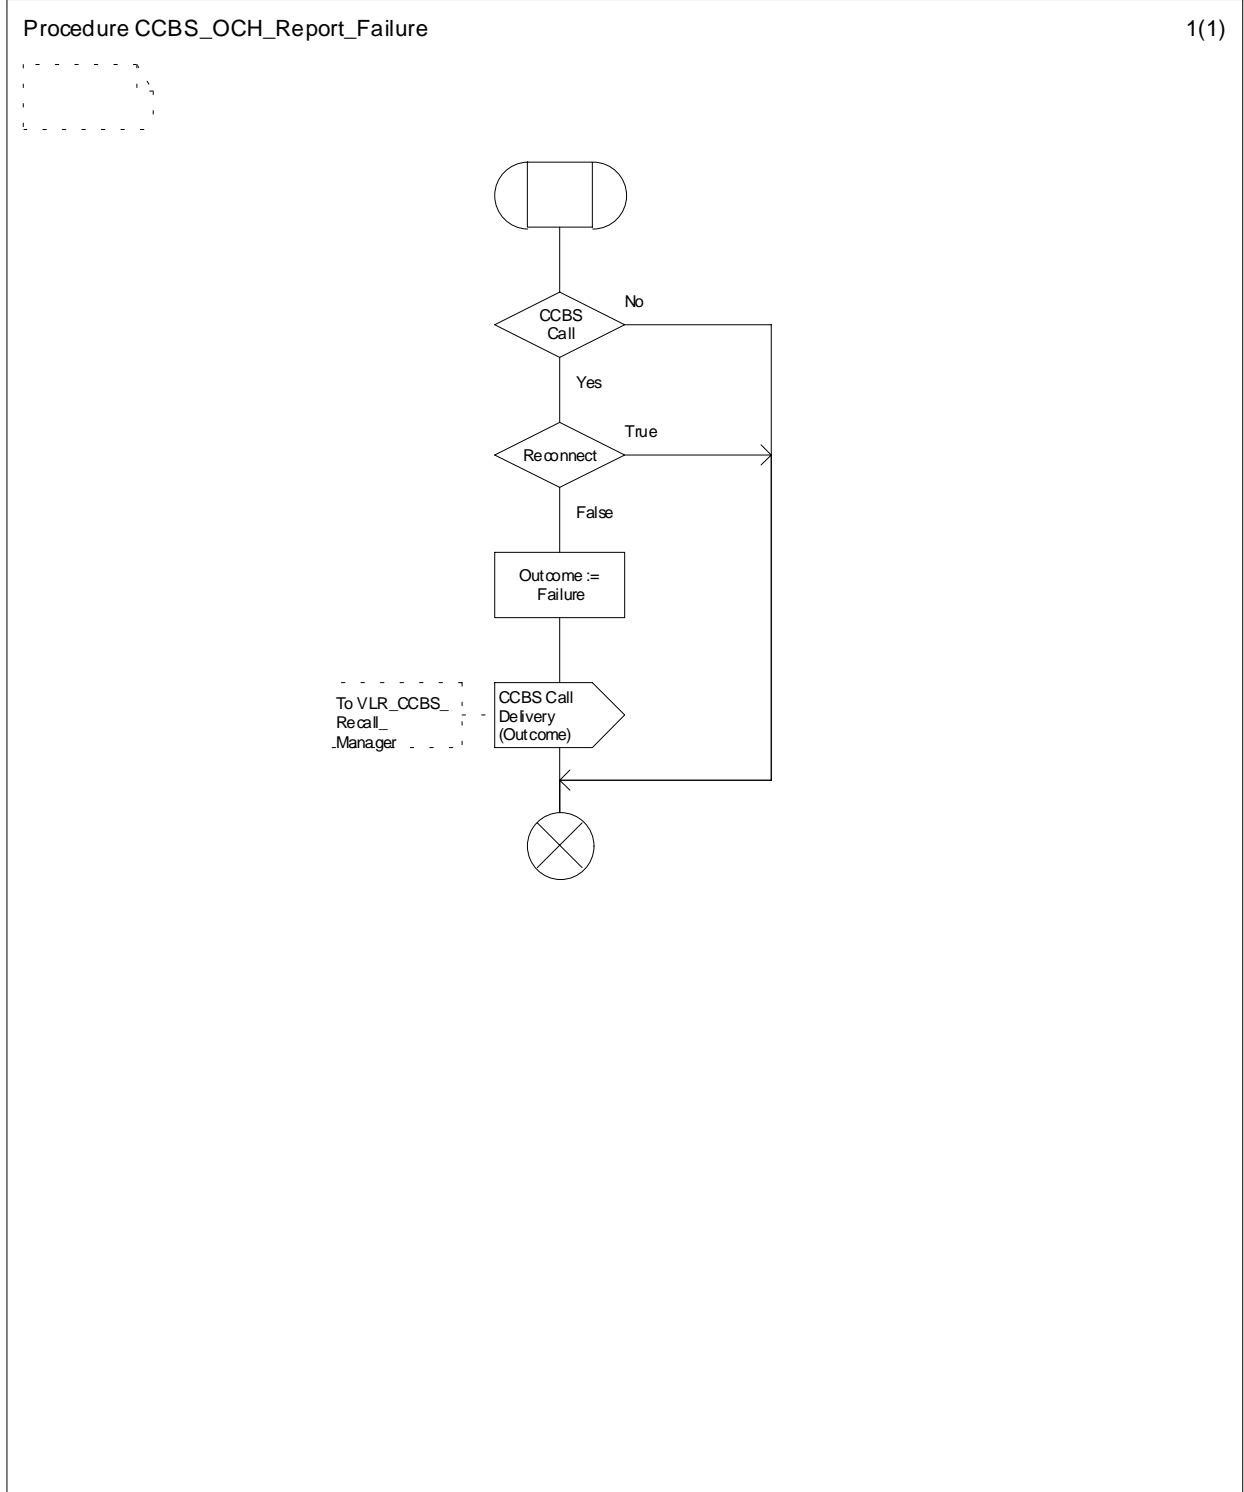 Procedure CCBS_OCH_Report_Failure
1(1)
CCBS
Call
No
Yes
Reconnect
True
False
Outcome :=
Failure
To VLR_CCBS_
Recall_
Manager
CCBS Call
Delivery
(Outcome)